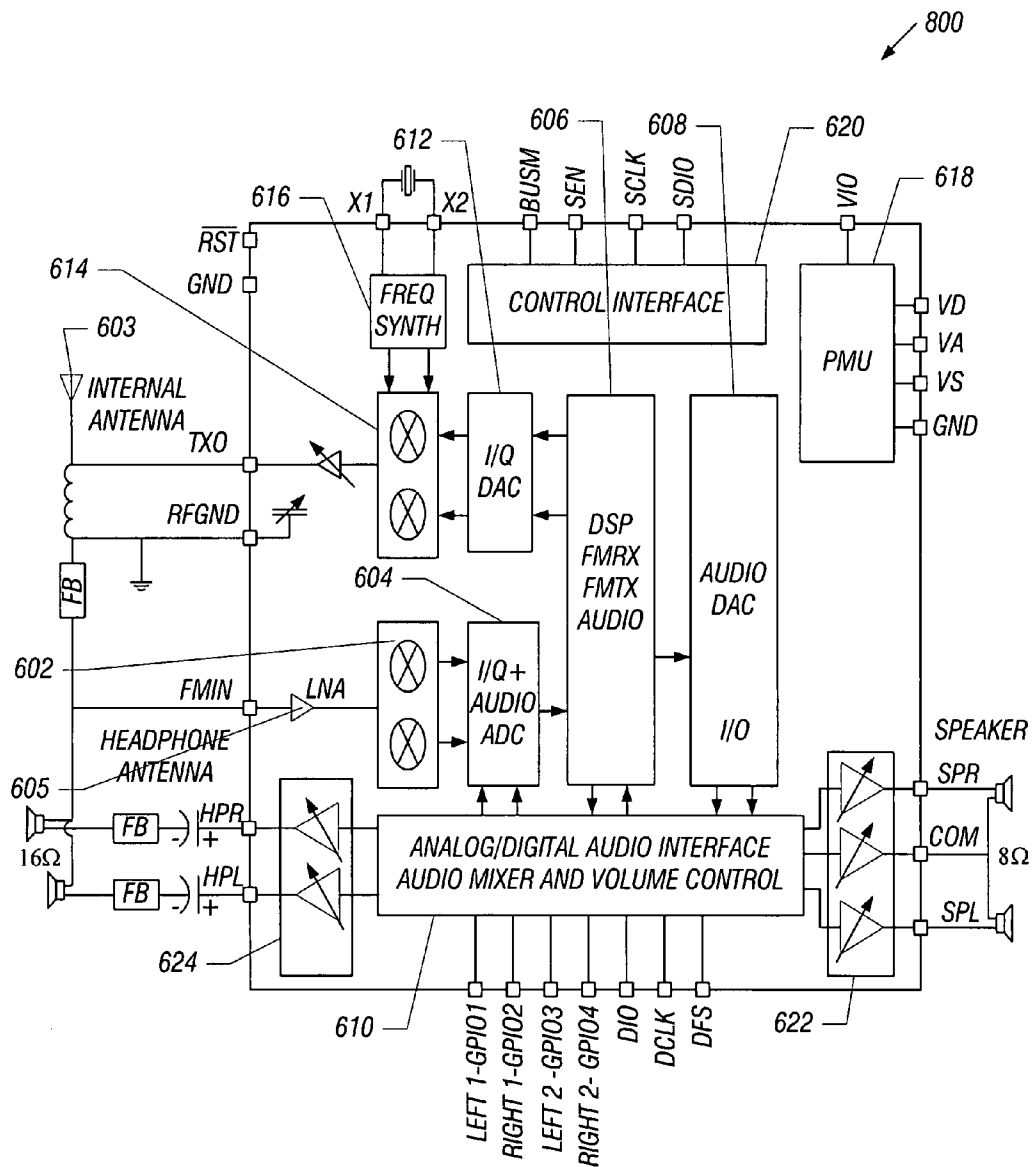 800
606
608
620
612
618
616
X1
X2
BUSM
SEN
SCLK
SDIO
VIO
RST
GND
614
FREQ
SYNTH
CONTROL INTERFACE
603
PMU
VD
VA
VS
GND
INTERNAL
ANTENNA
TXO
I/Q
DAC
RFGND
DSP
FMRX
FMTX
AUDIO
AUDIO
DAC
FB
604
602
I/Q+
AUDIO
ADC
FMIN
LNA
HEADPHONE
ANTENNA
605
I/O
SPEAKER
SPR
FB
-
+
HPR
16Ω
ANALOG/DIGITAL AUDIO INTERFACE
AUDIO MIXER AND VOLUME CONTROL
COM
8Ω
FB
-
+
HPL
SPL
624
610
622
LEFT 1-GPIO1
RIGHT 1-GPIO2
LEFT 2 -GPIO3
RIGHT 2- GPIO4
DIO
DCLK
DFS